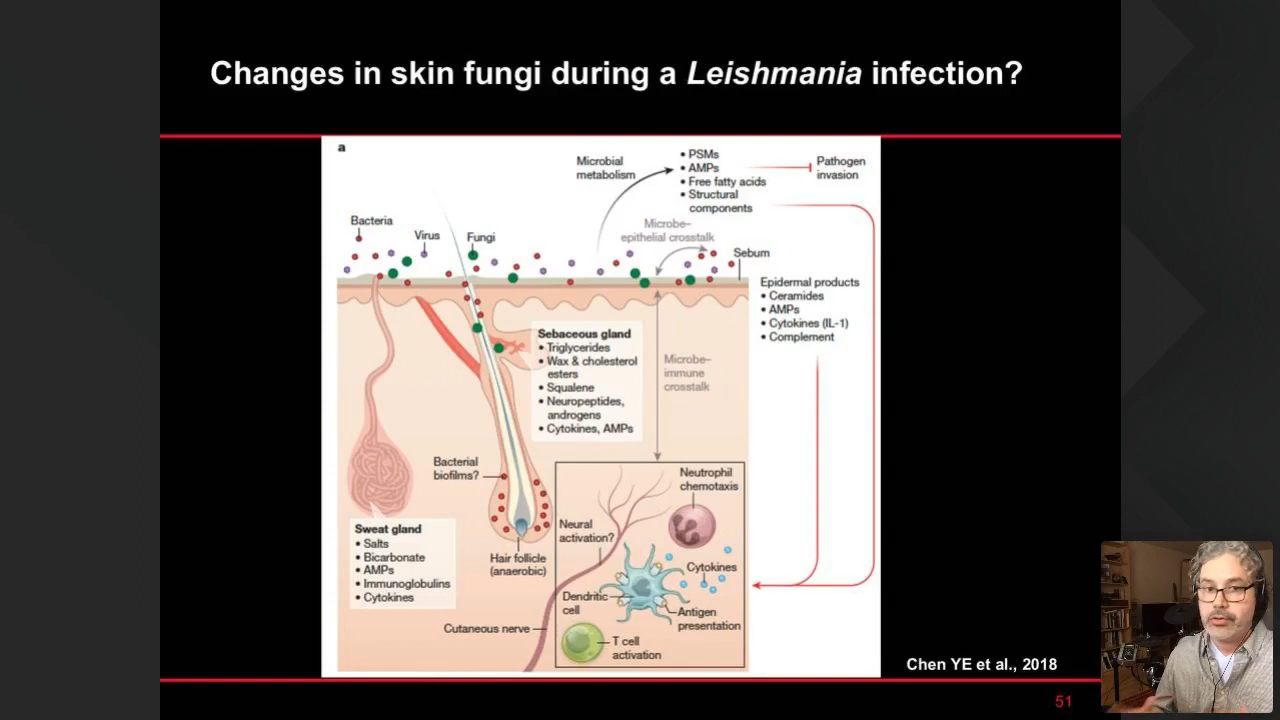 Changes in skin fungi during a Leishmania infection?
a
Microbial
metabolism
• PSMs
• AMPs
• Free fatty acids
• Structural
components
Pathogen
invasion
Bacteria
Virus
Fungi
Microbe–
epithelial crosstalk
Sebum
Epidermal products
• Ceramides
• AMPs
• Cytokines (IL-1)
• Complement
Sebaceous gland
• Triglycerides
• Wax & cholesterol
esters
• Squalene
• Neuropeptides,
androgens
• Cytokines, AMPs
Microbe–
immune
crosstalk
Bacterial
biofilms?
Neutrophil
chemotaxis
Sweat gland
• Salts
• Bicarbonate
• AMPs
• Immunoglobulins
• Cytokines
Hair follicle
(anaerobic)
Neural
activation?
Cytokines
Dendritic
cell
Antigen
presentation
Cutaneous nerve
T cell
activation
Chen YE et al., 2018
51